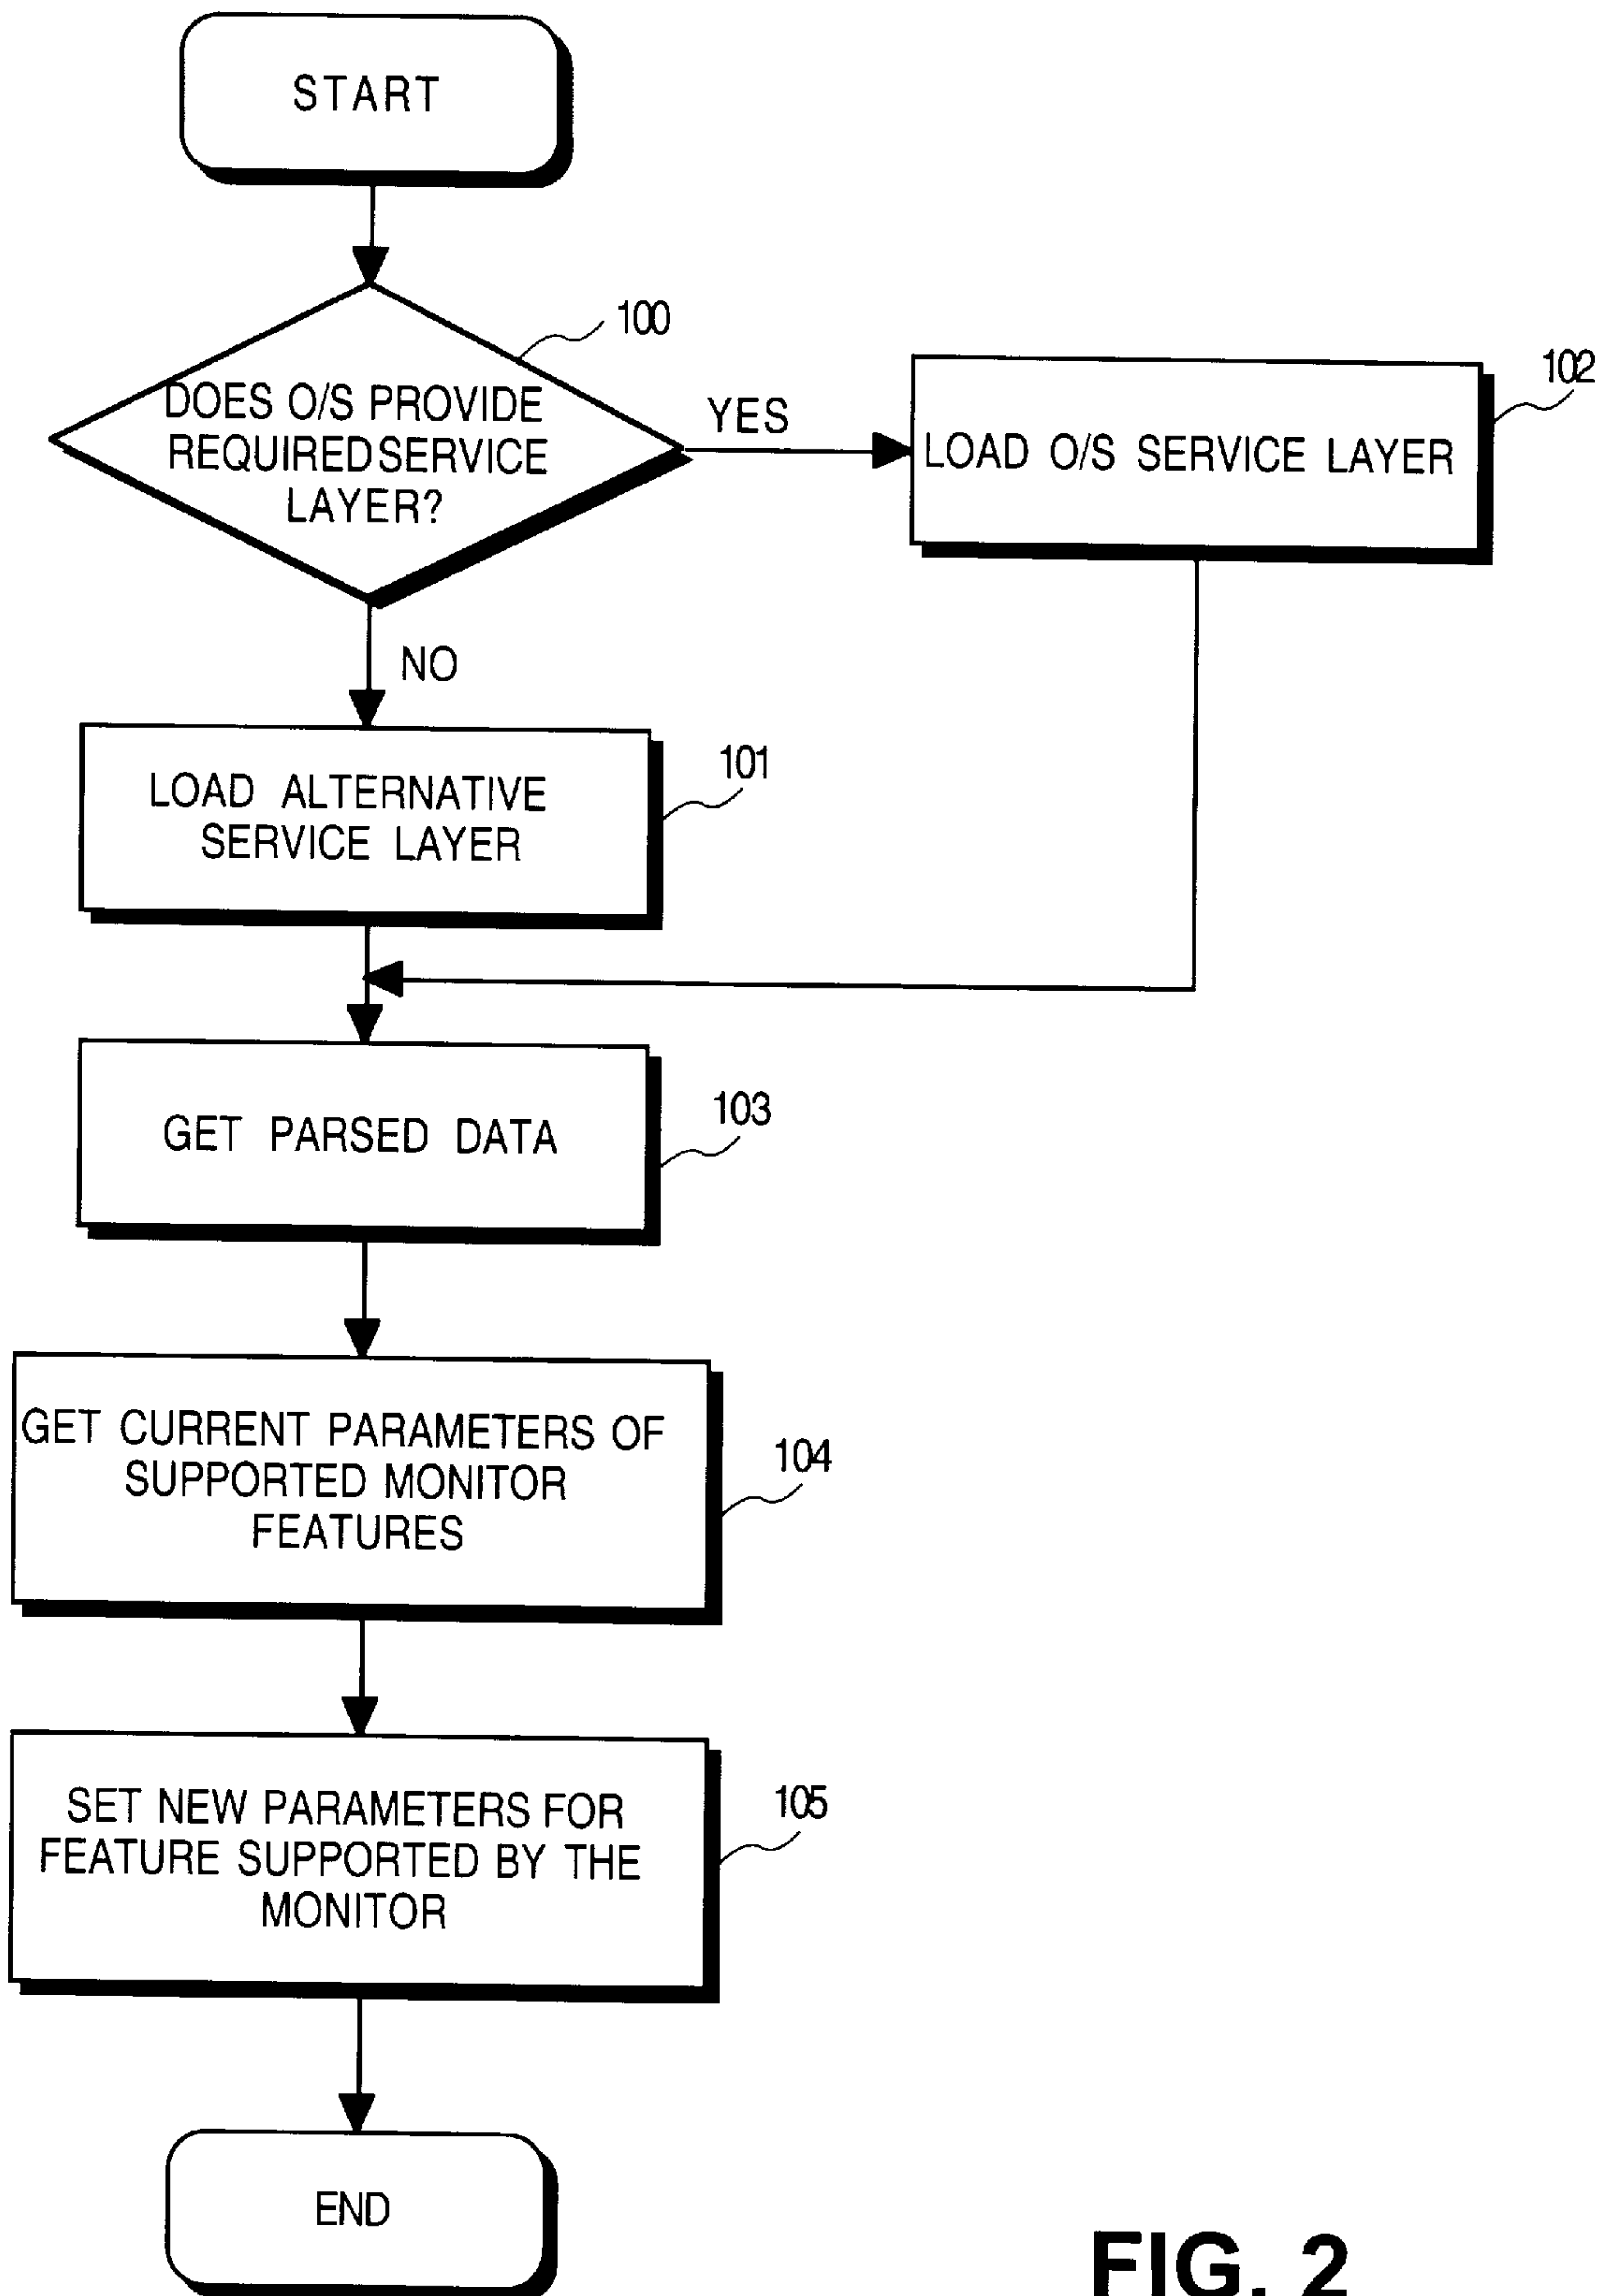 START
100
DOES O/S PROVIDE
REQUIRED SERVICE
LAYER?
YES
102
LOAD O/S SERVICE LAYER
NO
101
LOAD ALTERNATIVE
SERVICE LAYER
103
GET PARSED DATA
104
GET CURRENT PARAMETERS OF
SUPPORTED MONITOR
FEATURES
105
SET NEW PARAMETERS FOR
FEATURE SUPPORTED BY THE
MONITOR
END
FIG. 2